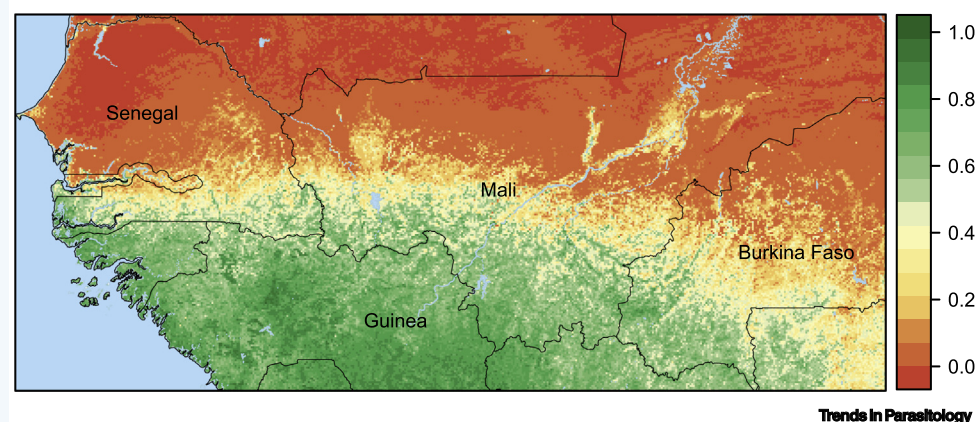 1.0
Senegal
0.8
0.6
Mali
0.4
Burkina Faso
0.2
Guinea
0.0
Trends in Parasitology